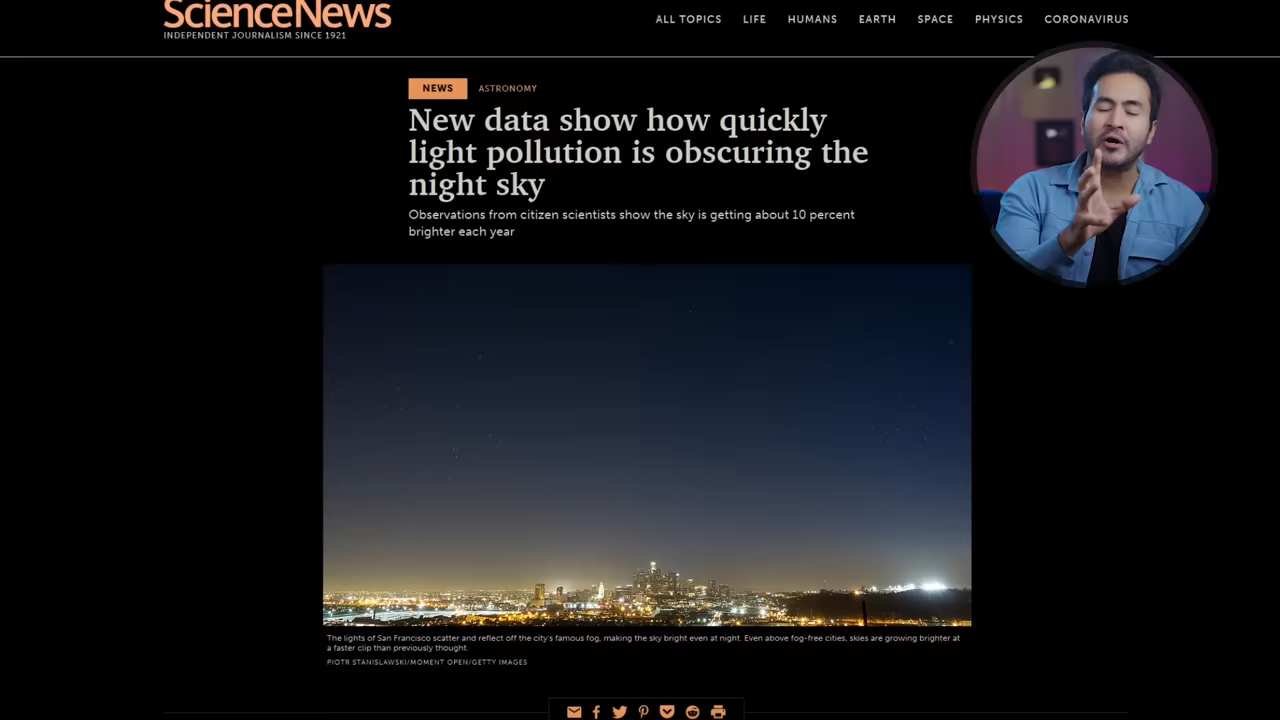 ScienceNews
INDEPENDENT JOURNALISM SINCE 1921
ALL TOPICS LIFE HUMANS EARTH SPACE PHYSICS CORONAVIRUS
NEWS ASTRONOMY
New data show how quickly
light pollution is obscuring the
night sky
Observations from citizen scientists show the sky is getting about 10 percent
brighter each year
The lights of San Francisco scatter and reflect off the city's famous fog, making the sky bright even at night. Even above fog-free cities, skies are growing brighter at
a faster clip than previously thought.
PIOTR STANISLAWSKI/MOMENT OPEN/GETTY IMAGES